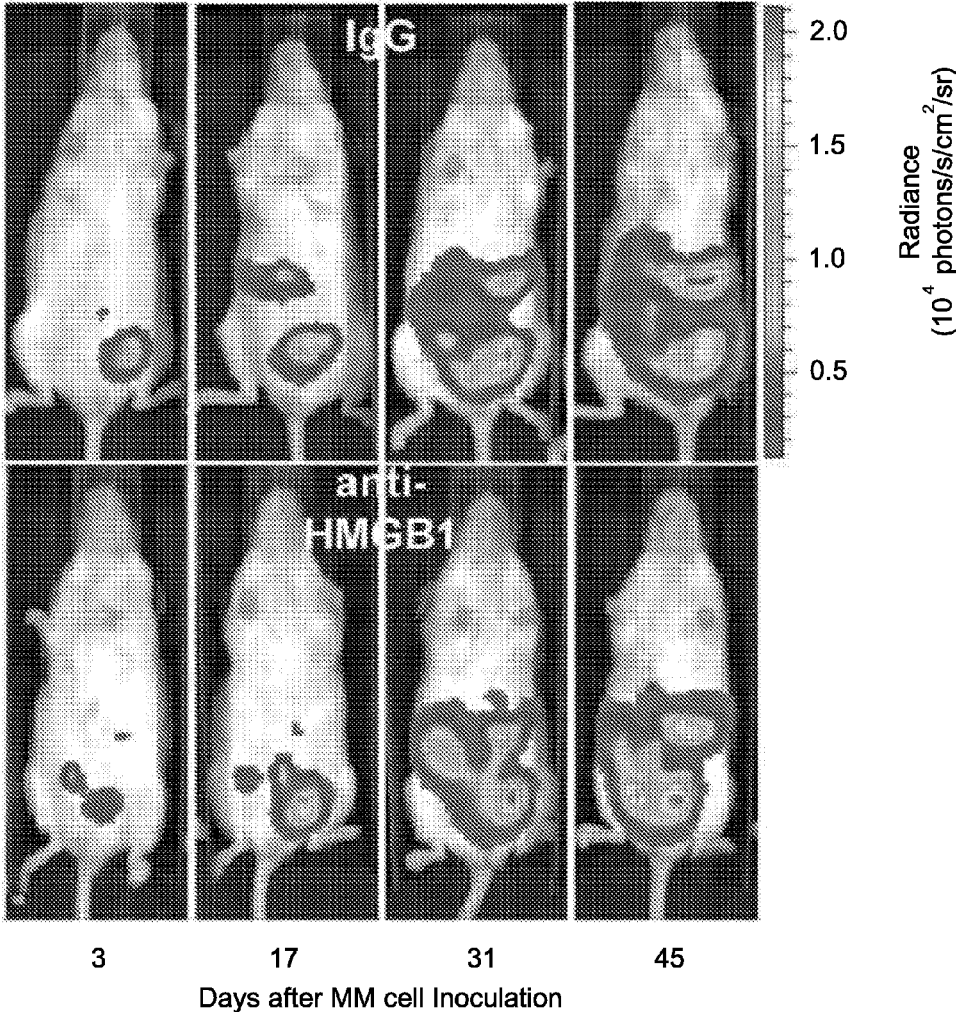 IgG
2.0
1.5
1.0
0.5
Radiance
(10⁴ photons/s/cm²/sr)
anti-
HMGB1
3 17 31 45
Days after MM cell Inoculation